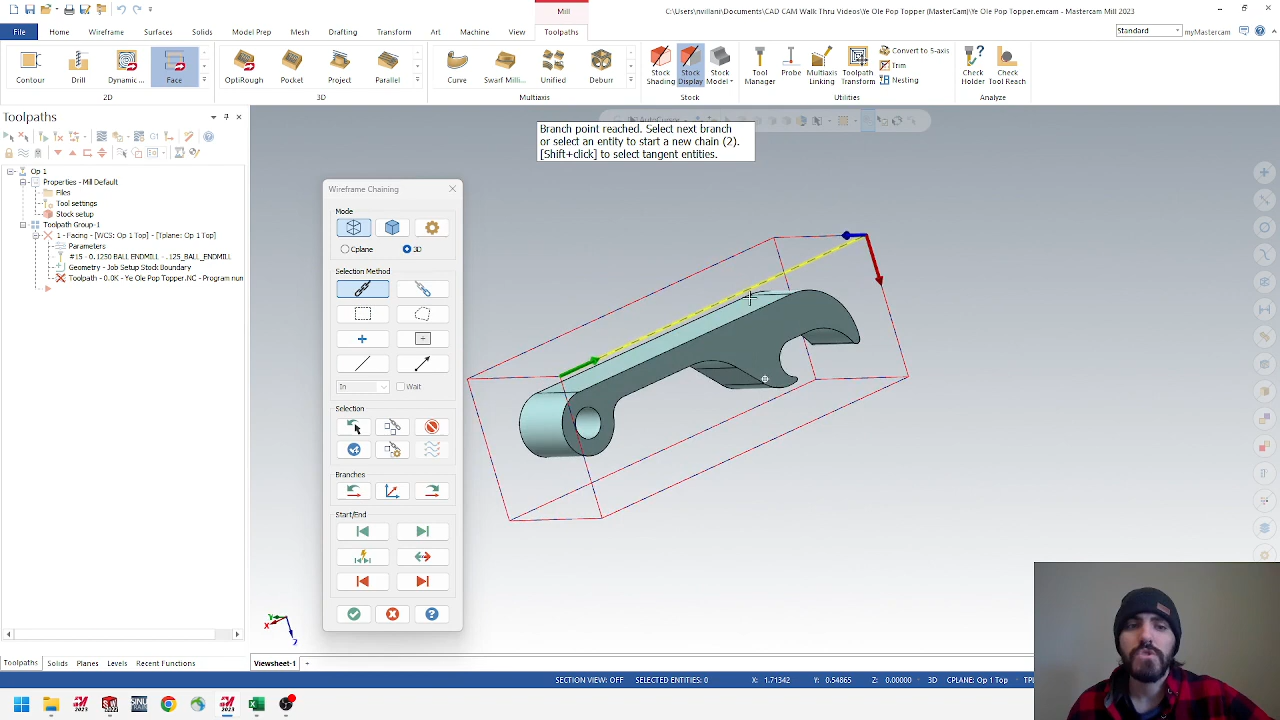 Mill
C:\Users\nvillani\Documents\CAD CAM Walk Thru Videos\Ye Ole Pop Topper (MasterCam)\Ye Ole Pop Topper.emcam - Mastercam Mill 2023
File Home Wireframe Surfaces Solids Model Prep Mesh Drafting Transform Art Machine View Toolpaths
Standard myMastercam
Contour Drill Dynamic ... Face OptiRough Pocket Project Parallel Curve Swarf Milli... Unified Deburr Stock Shading Stock Display Stock Model Tool Manager Probe Multiaxis Linking Toolpath Transform Convert to 5-axis Trim Nesting Check Holder Check Tool Reach
2D 3D Multiaxis Stock Utilities Analyze
Toolpaths
AutoCursor
Branch point reached. Select next branch
or select an entity to start a new chain (2).
[Shift+click] to select tangent entities.
Op 1
Properties - Mill Default
Files
Tool settings
Stock setup
Toolpath Group-1
1 - Facing - [WCS: Op 1 Top] - [Tplane: Op 1 Top]
Parameters
#15 - 0.1250 BALL ENDMILL - .125_BALL_ENDMILL
Geometry - Job Setup Stock Boundary
Toolpath - 0.0K - Ye Ole Pop Topper.NC - Program num
Wireframe Chaining
Mode
Cplane 3D
Selection Method
In Wait
Selection
Branches
Start/End
Y X Z
Toolpaths Solids Planes Levels Recent Functions
Viewsheet-1 +
SECTION VIEW: OFF SELECTED ENTITIES: 0 X: 1.71342 Y: 0.54865 Z: 0.00000 3D CPLANE: Op 1 Top TPL
2023 2023